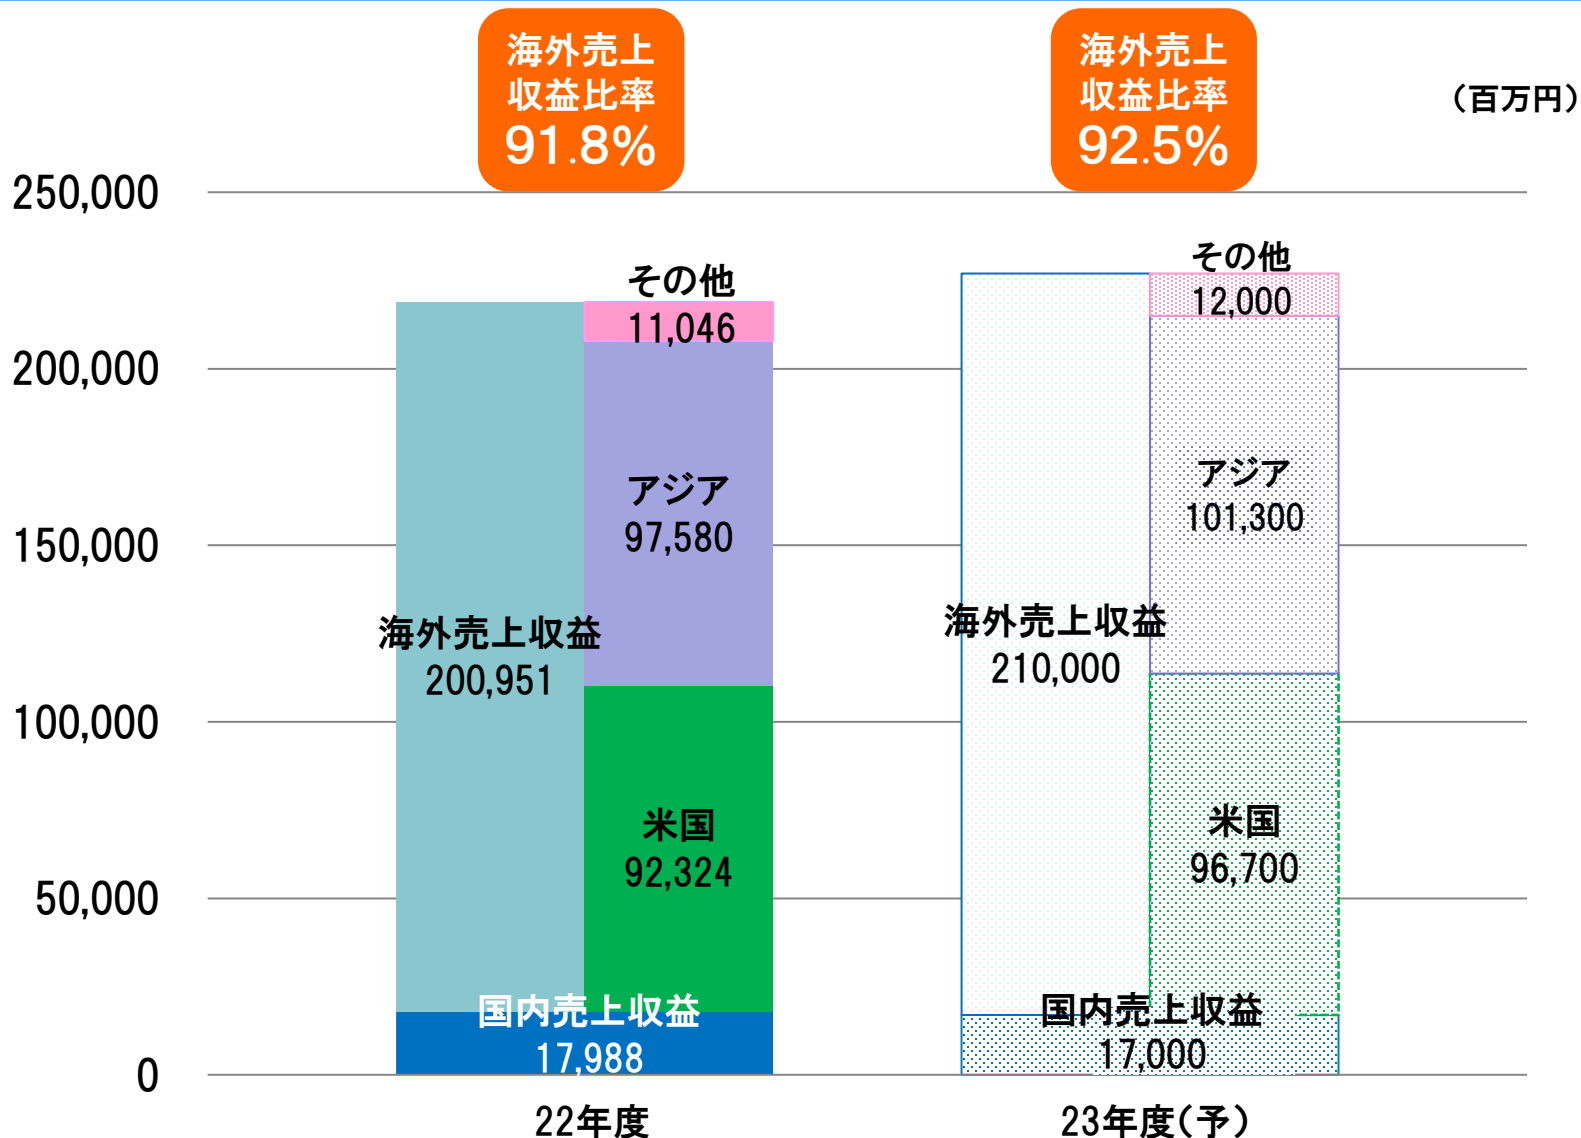 海外売上
収益比率
91.8%
海外売上
収益比率
92.5%
（百万円）
250,000
200,000
150,000
100,000
50,000
0
その他
11,046
アジア
97,580
海外売上収益
200,951
米国
92,324
国内売上収益
17,988
22年度
その他
12,000
アジア
101,300
海外売上収益
210,000
米国
96,700
国内売上収益
17,000
23年度（予）